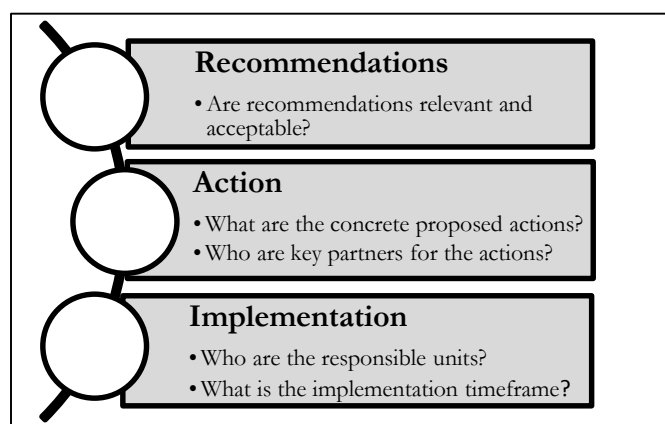 Recommendations
• Are recommendations relevant and
acceptable?
Action
• What are the concrete proposed actions?
• Who are key partners for the actions?
Implementation
• Who are the responsible units?
• What is the implementation timeframe?